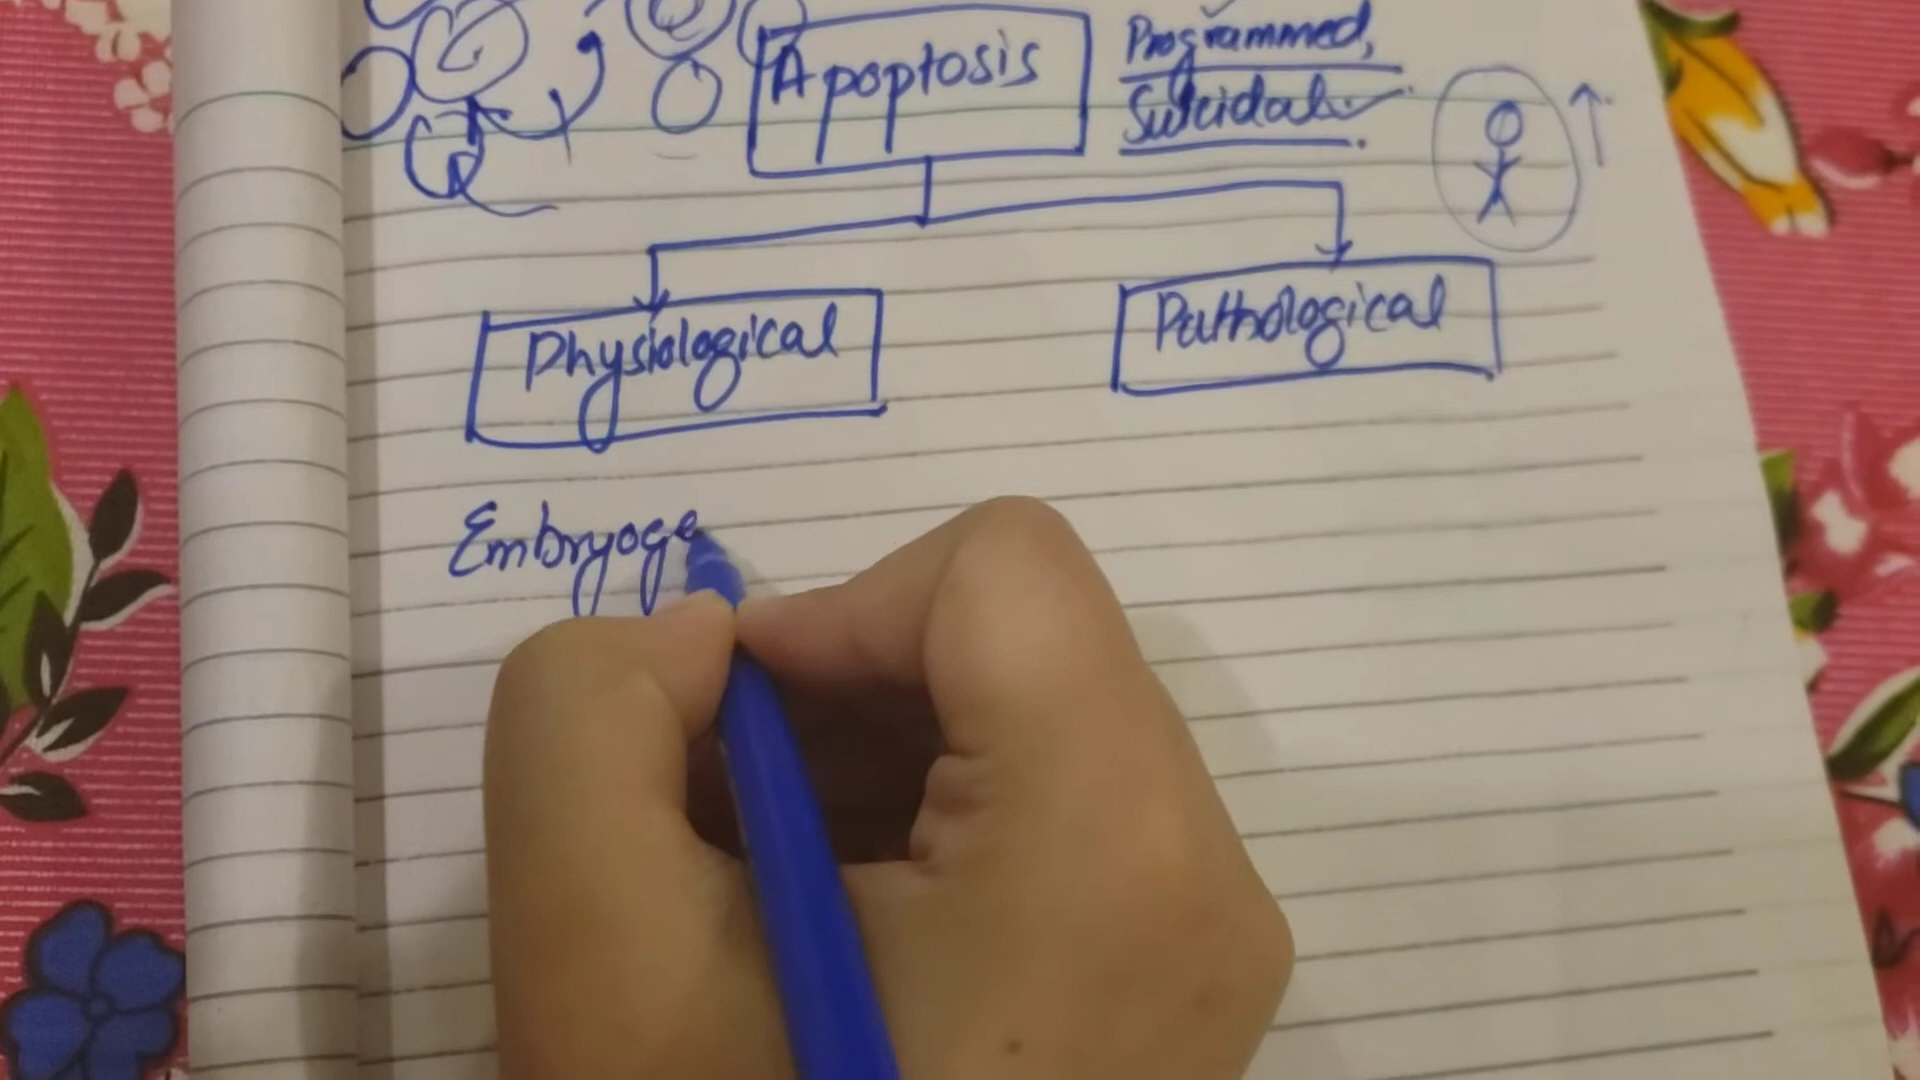 Apoptosis
Programmed,
Suicidal
Physiological
Pathological
Embryoge